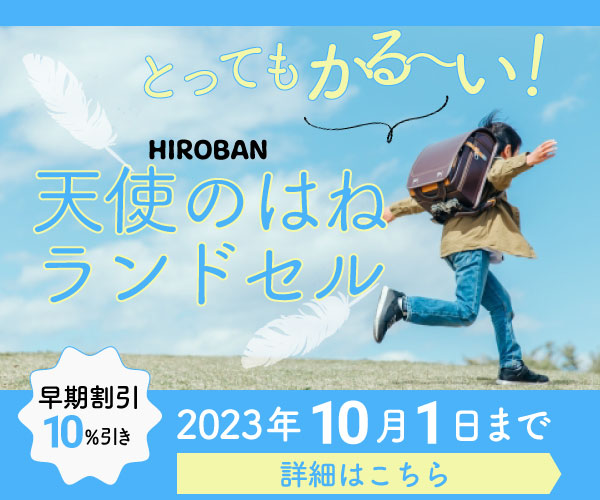 とってもかる〜い!
HIROBAN
天使のはね
ランドセル
早期割引
10%引き
2023年10月1日まで
詳細はこちら